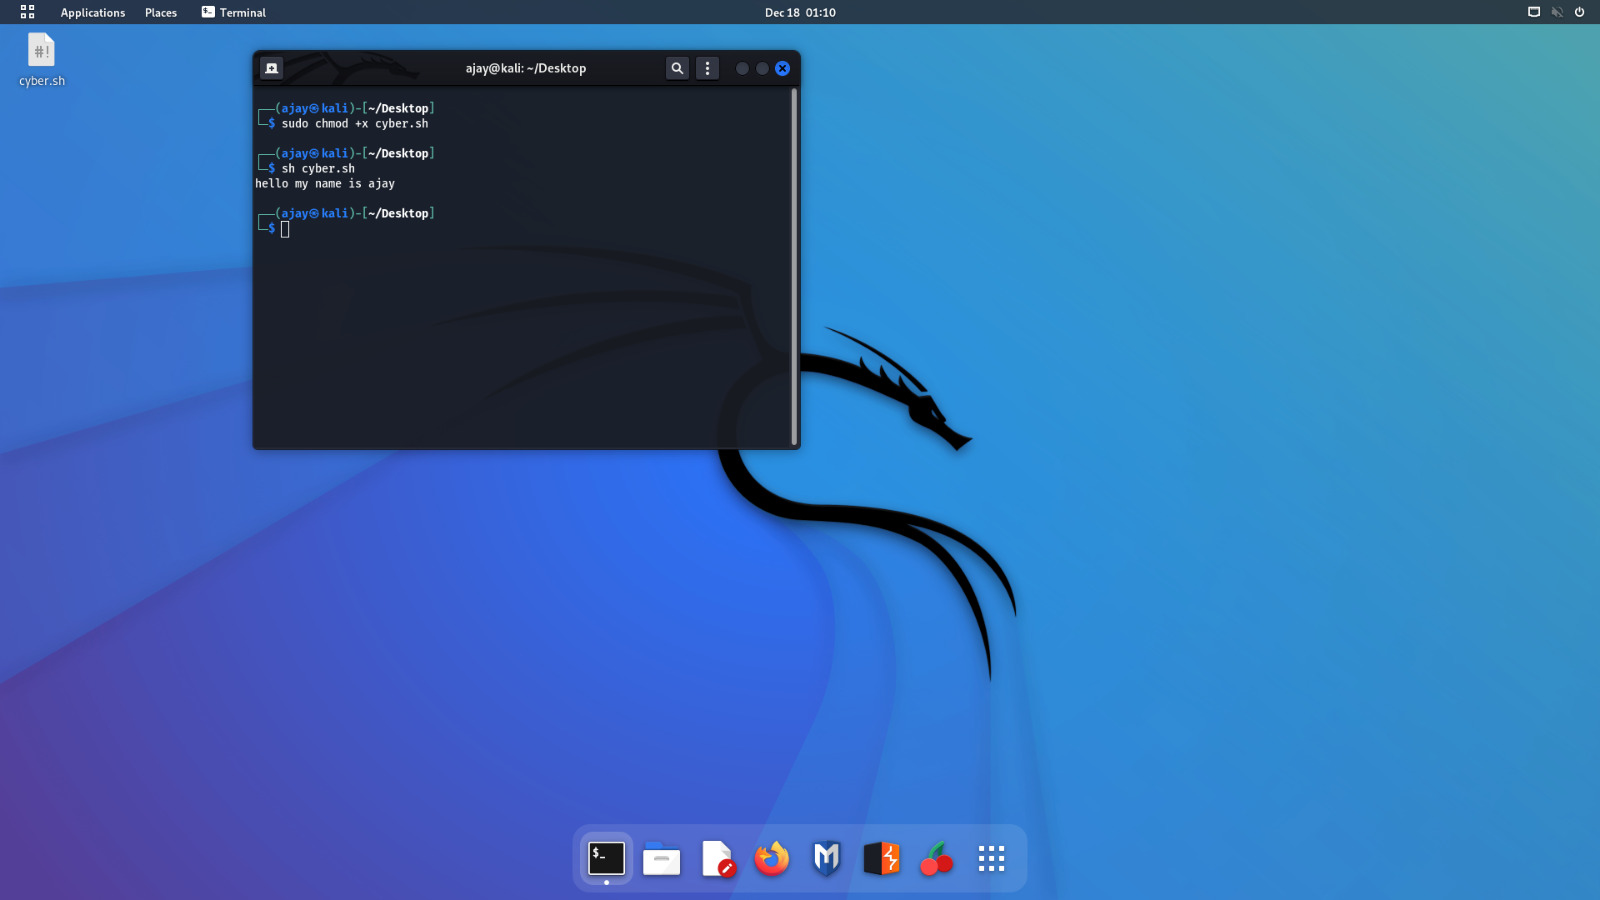 Applications Places Terminal Dec 18 01:10
#!
cyber.sh
ajay@kali: ~/Desktop
┌──(ajay㉿kali)-[~/Desktop]
└─$ sudo chmod +x cyber.sh
┌──(ajay㉿kali)-[~/Desktop]
└─$ sh cyber.sh
hello my name is ajay
┌──(ajay㉿kali)-[~/Desktop]
└─$
$_